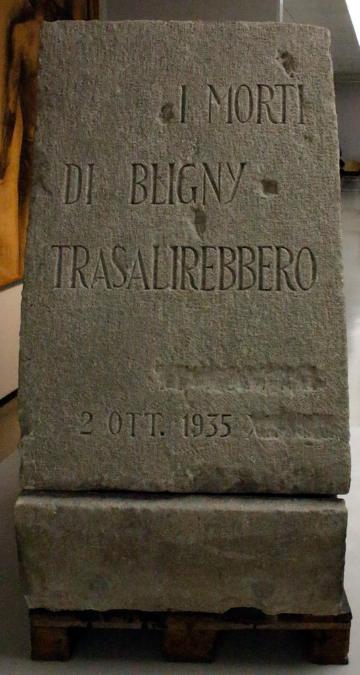 I MORTI
DI BLIGNY
TRASALIREBBERO
2 OTT. 1935